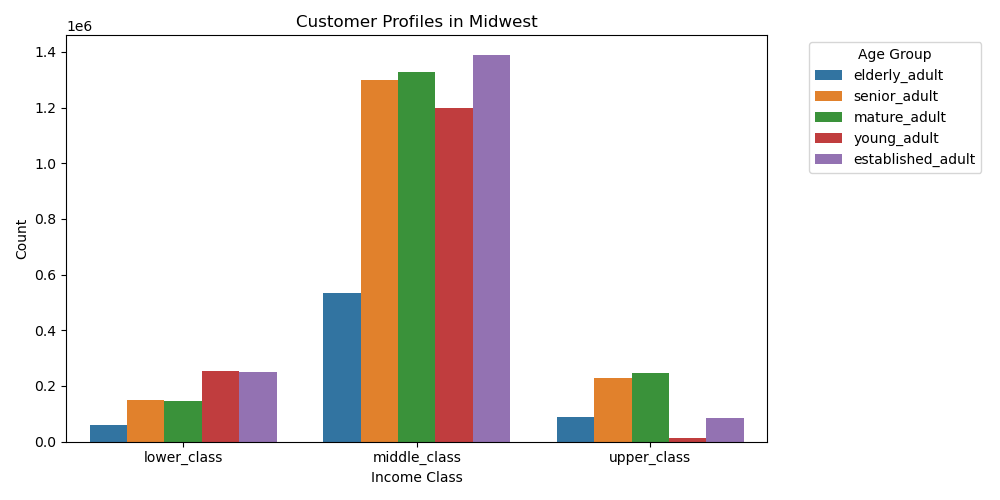 Customer Profiles in Midwest
1e6
1.4
1.2
1.0
0.8
0.6
0.4
0.2
0.0
Count
lower_class
middle_class
upper_class
Income Class
Age Group
elderly_adult
senior_adult
mature_adult
young_adult
established_adult